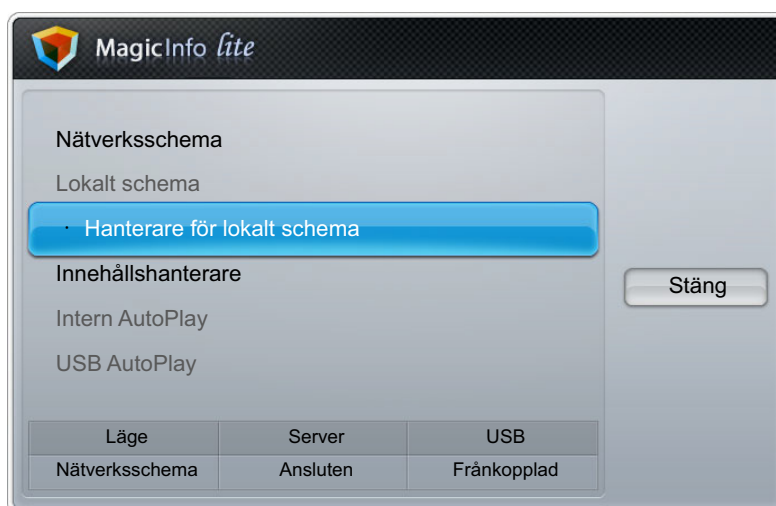 MagicInfo lite
Nätverksschema
Lokalt schema
· Hanterare för lokalt schema
Innehållshanterare
Stäng
Intern AutoPlay
USB AutoPlay
Läge Server USB
Nätverksschema Ansluten Frånkopplad